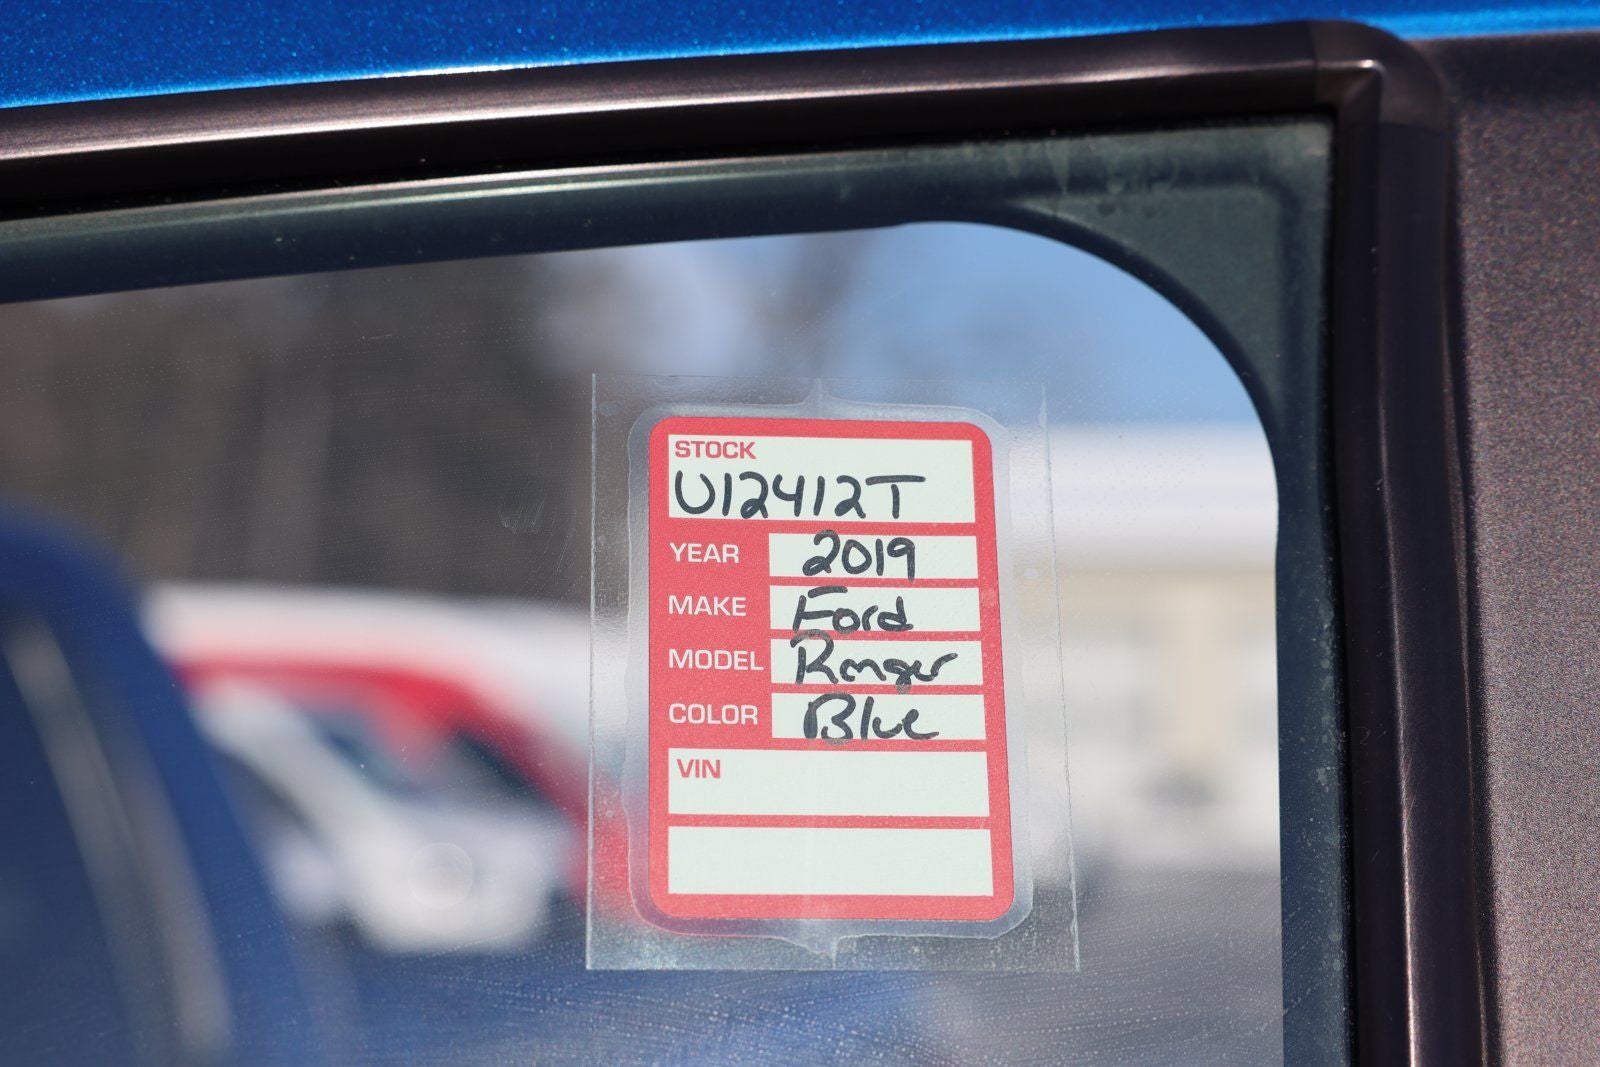 STOCK
U12412T
YEAR 2019
MAKE Ford
MODEL Ranger
COLOR Blue
VIN